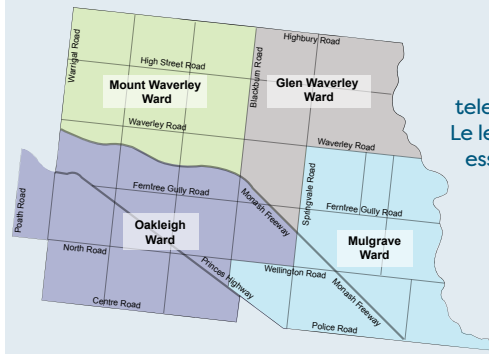 Highbury Road
Warrigal Road
High Street Road
Blackburn Road
Mount Waverley
Ward
Glen Waverley
Ward
tele
Le le
ess
Waverley Road
Waverley Road
Springvale Road
Ferntree Gully Road
Monash Freeway
Ferntree Gully Road
Poath Road
Oakleigh
Ward
Mulgrave
Ward
North Road
Princes Highway
Wellington Road
Monash Freeway
Centre Road
Police Road